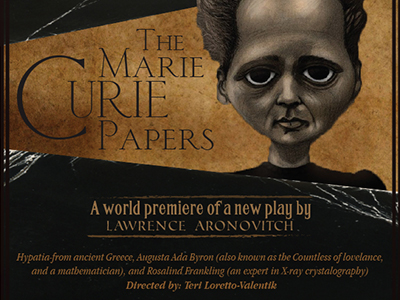 THE
MARIE
CURIE
PAPERS
A world premiere of a new play by
LAWRENCE ARONOVITCH
Hypatia-from ancient Greece, Augusta Ada Byron (also known as the Countless of lovelance,
and a mathematician), and Rosalind Frankling (an expert in X-ray crystalography)
Directed by: Teri Loretto-Valentik